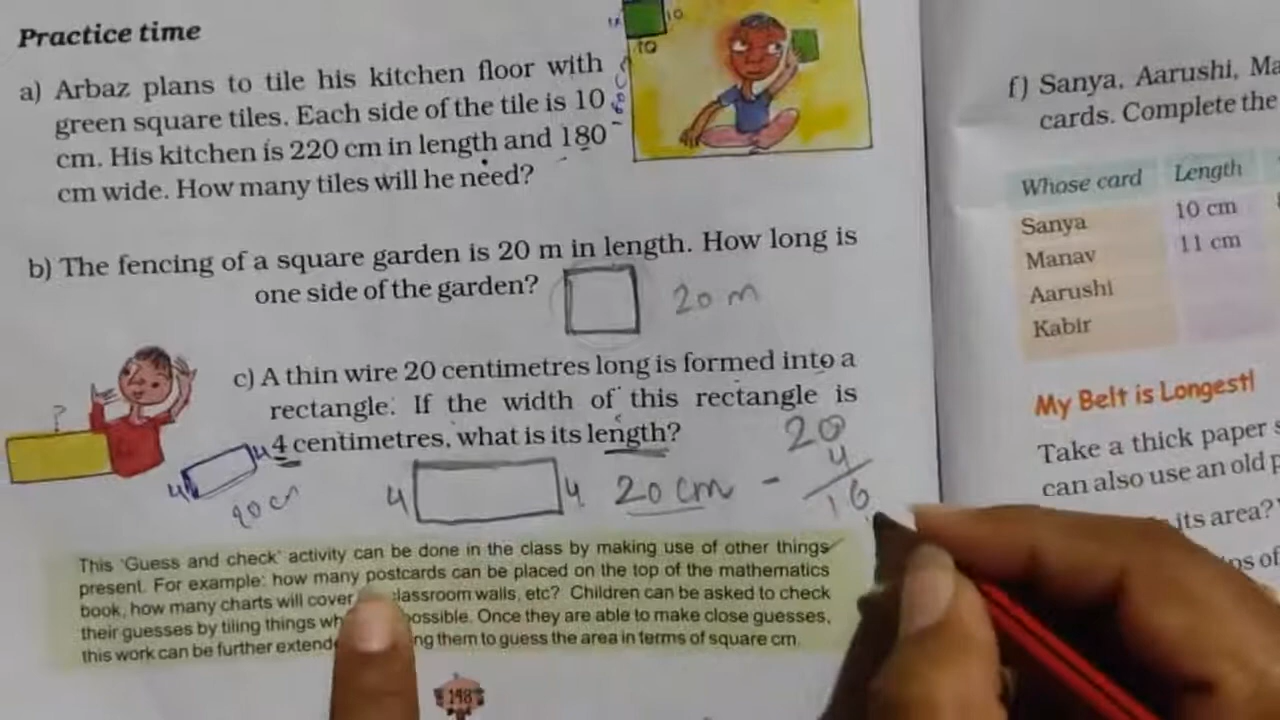 Practice time
10
10
a) Arbaz plans to tile his kitchen floor with
green square tiles. Each side of the tile is 10
cm. His kitchen is 220 cm in length and 180
cm wide. How many tiles will he need?
b) The fencing of a square garden is 20 m in length. How long is
one side of the garden?
20 m
c) A thin wire 20 centimetres long is formed into a
rectangle. If the width of this rectangle is
4 centimetres, what is its length?
?
4 4
20 cm
4 4 20 cm - 20
4
16
This 'Guess and check' activity can be done in the class by making use of other things
present. For example: how many postcards can be placed on the top of the mathematics
book, how many charts will cover classroom walls, etc? Children can be asked to check
their guesses by tiling things possible. Once they are able to make close guesses,
this work can be further them to guess the area in terms of square cm.
198
f) Sanya, Aarushi,
cards. Complete the
Whose card Length
Sanya 10 cm
Manav 11 cm
Aarushi
Kabir
My Belt is Longest!
Take a thick paper
can also use an old
its area?
of